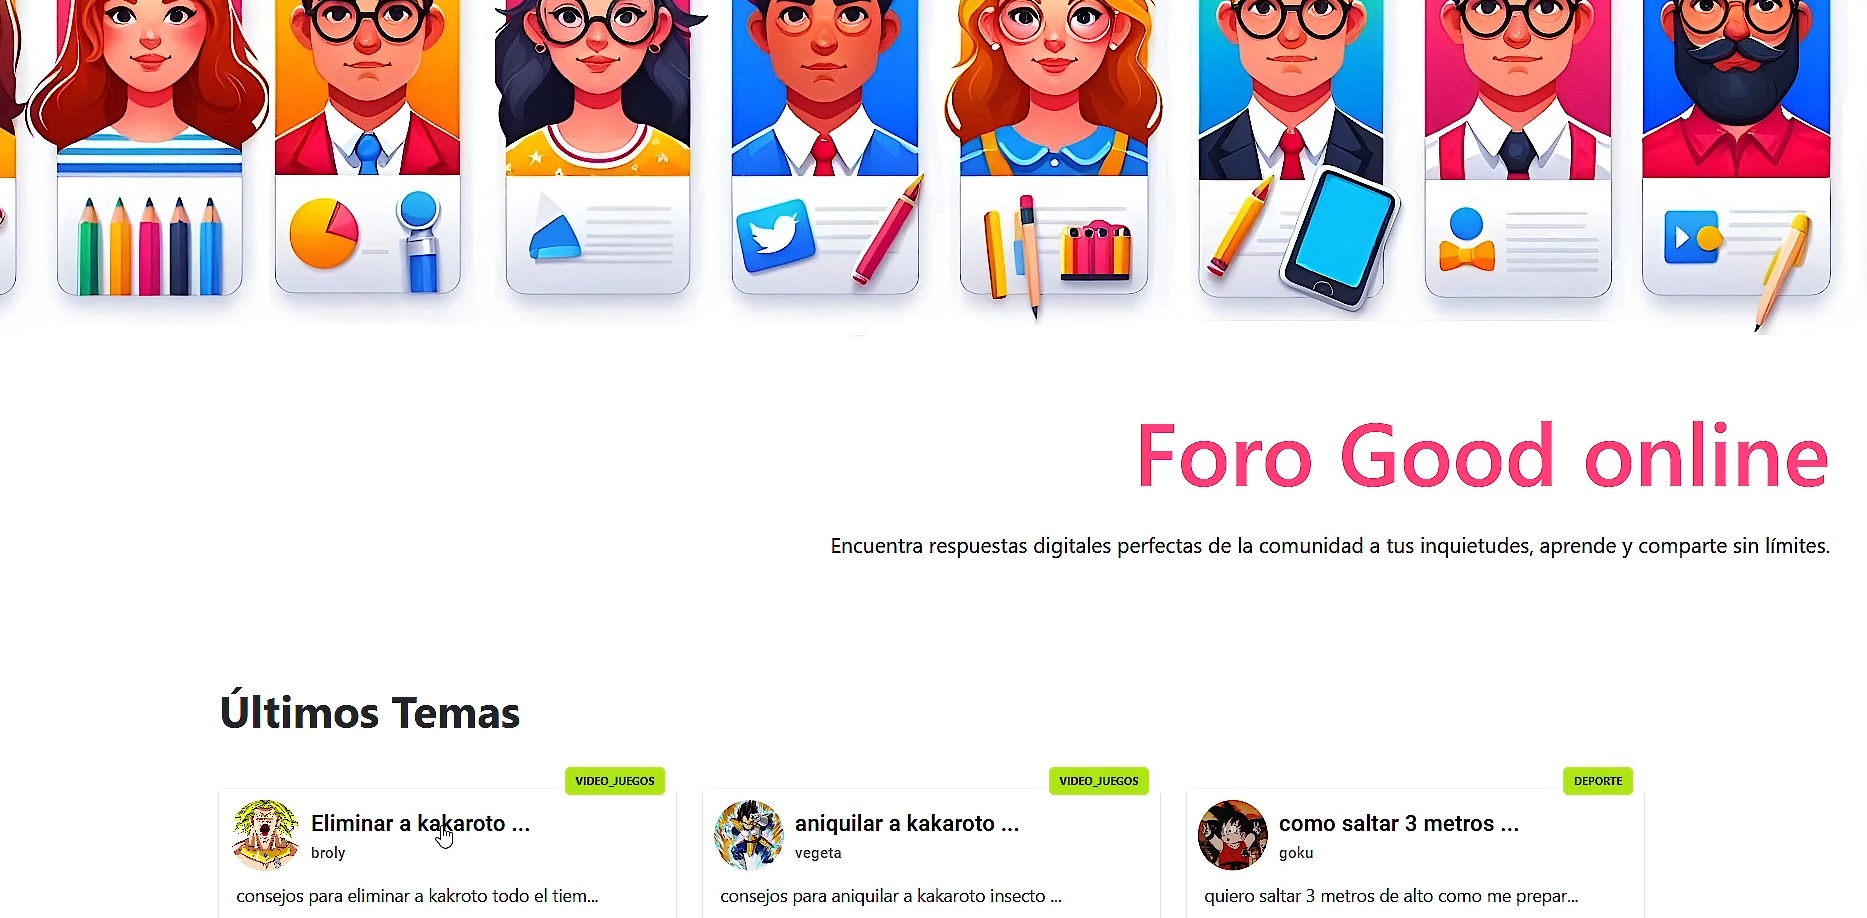 Foro Good online
Encuentra respuestas digitales perfectas de la comunidad a tus inquietudes, aprende y comparte sin límites.
Últimos Temas
VIDEO_JUEGOS
Eliminar a kakaroto ...
broly
consejos para eliminar a kakroto todo el tiem...
VIDEO_JUEGOS
aniquilar a kakaroto ...
vegeta
consejos para aniquilar a kakaroto insecto ...
DEPORTE
como saltar 3 metros ...
goku
quiero saltar 3 metros de alto como me prepar...